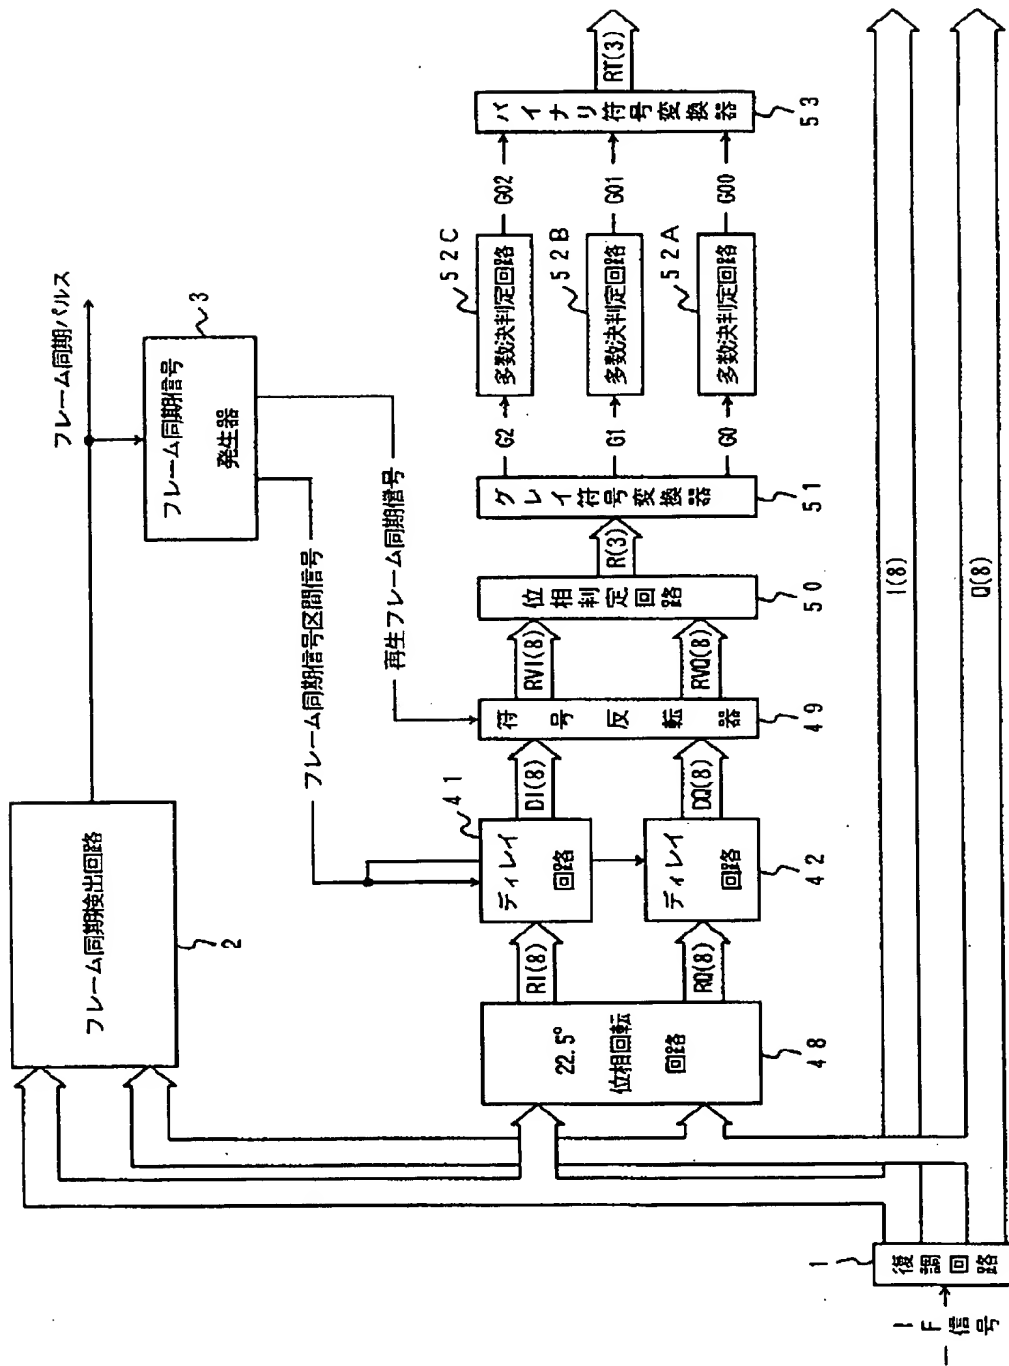 IF信号
復調回路
1
フレーム同期検出回路
2
フレーム同期パルス
フレーム同期信号
発生器
3
フレーム同期信号区間信号
再生フレーム同期信号
22.5°
位相回転
回路
48
RI(8)
RQ(8)
ディレイ
回路
41
ディレイ
回路
42
DI(8)
DQ(8)
符号反転器
49
RVI(8)
RVQ(8)
位相判定回路
50
R(3)
グレイ符号変換器
51
G2
G1
G0
多数決判定回路
52C
多数決判定回路
52B
多数決判定回路
52A
GO2
GO1
GO0
バイナリ符号変換器
53
RT(3)
I(8)
Q(8)